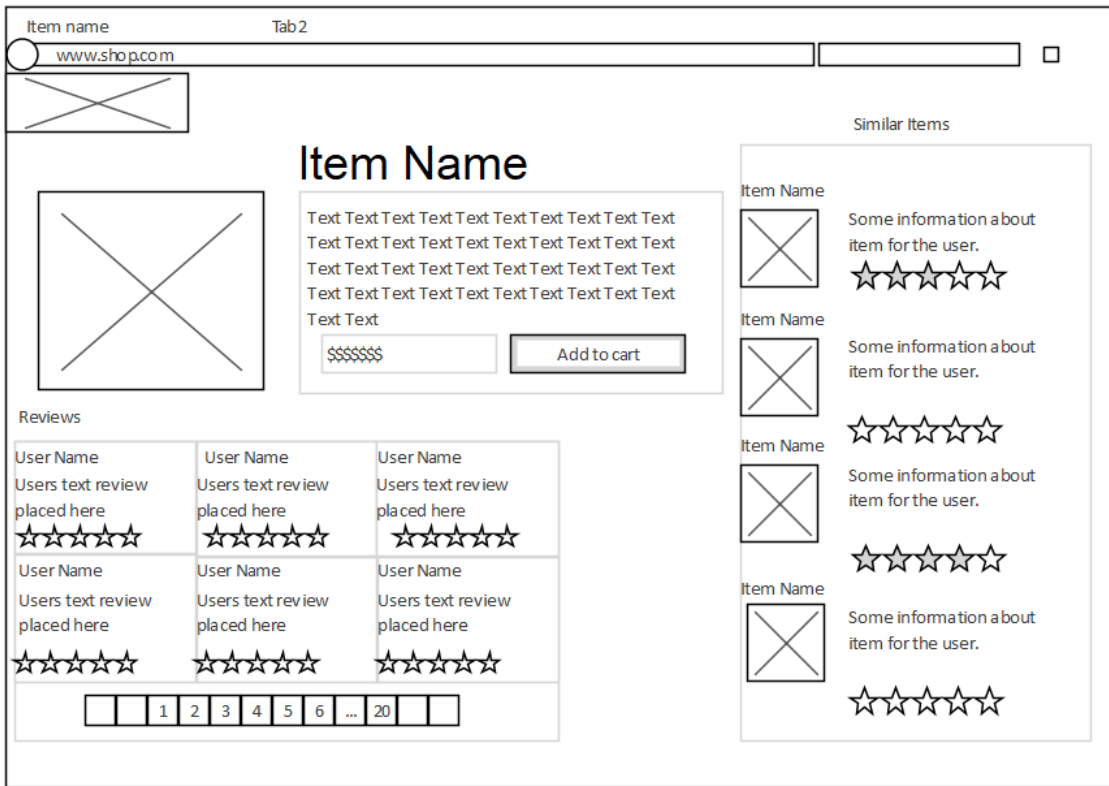 Item name
Tab2
www.shop.com
Similar Items
Item Name
Text Text Text Text Text Text Text Text Text Text
Text Text Text Text Text Text Text Text Text Text
Text Text Text Text Text Text Text Text Text Text
Text Text Text Text Text Text Text Text Text Text
Text Text
$$$$$$$
Add to cart
Item Name
Some information about
item for the user.
Item Name
Some information about
item for the user.
Item Name
Some information about
item for the user.
Item Name
Some information about
item for the user.
Reviews
User Name
Users text review
placed here
User Name
Users text review
placed here
User Name
Users text review
placed here
User Name
Users text review
placed here
User Name
Users text review
placed here
User Name
Users text review
placed here
1 2 3 4 5 6 ... 20